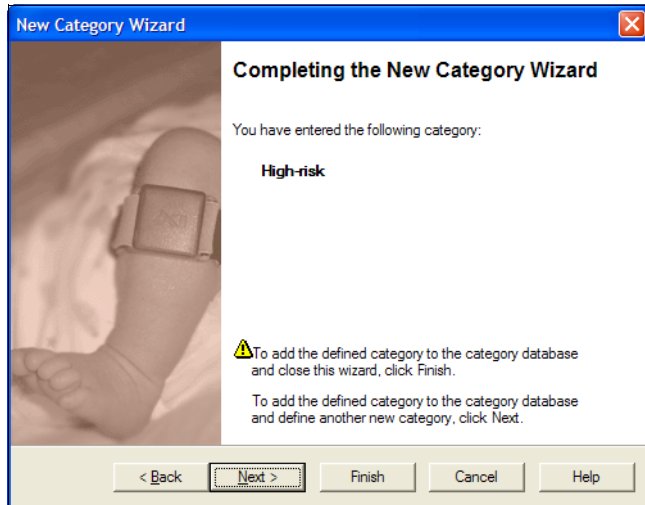 New Category Wizard
Completing the New Category Wizard
You have entered the following category:
High-risk
To add the defined category to the category database
and close this wizard, click Finish.
To add the defined category to the category database
and define another new category, click Next.
< Back
Next >
Finish
Cancel
Help